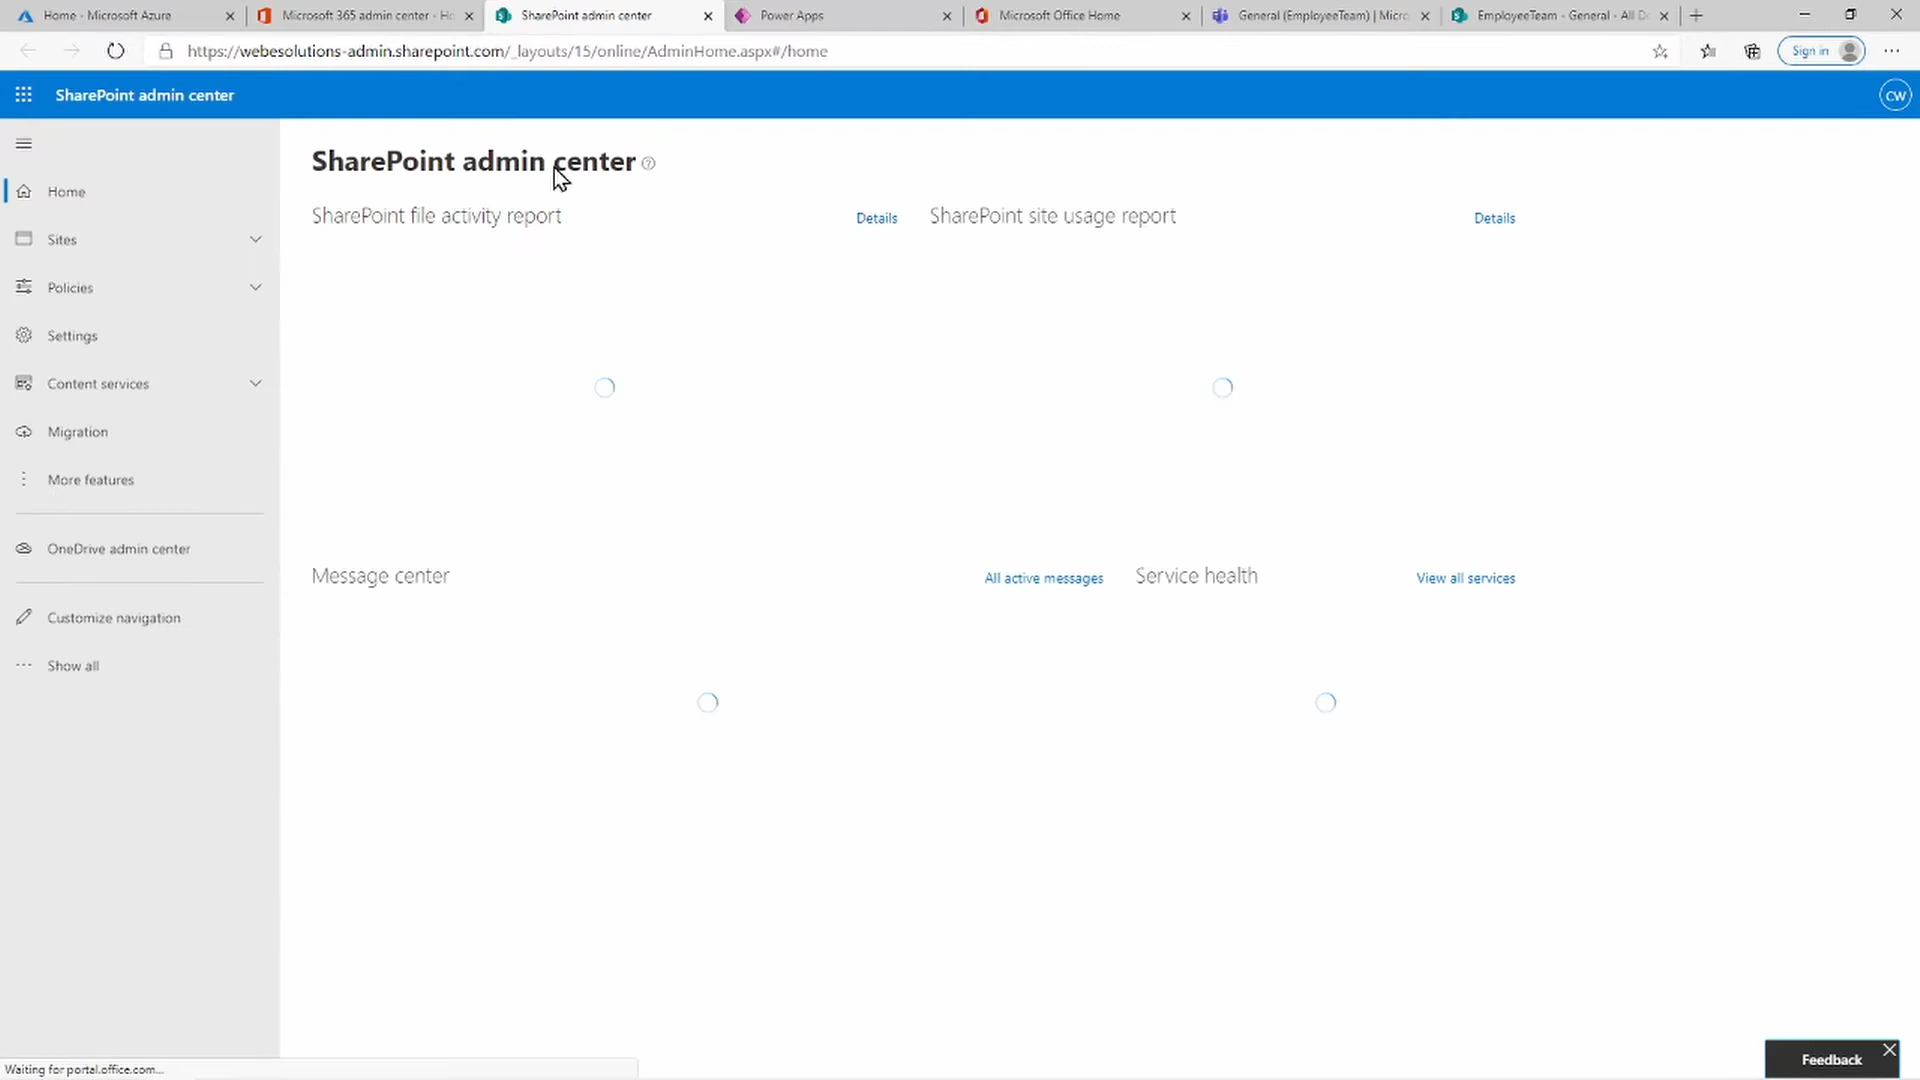 Home - Microsoft Azure
Microsoft 365 admin center - Ho
SharePoint admin center
Power Apps
Microsoft Office Home
General (EmployeeTeam) | Micro
EmployeeTeam - General - All Do
https://webesolutions-admin.sharepoint.com/_layouts/15/online/AdminHome.aspx#/home
Sign in
SharePoint admin center
CW
Home
Sites
Policies
Settings
Content services
Migration
More features
OneDrive admin center
Customize navigation
Show all
SharePoint admin center
SharePoint file activity report
Details
SharePoint site usage report
Details
Message center
All active messages
Service health
View all services
Waiting for portal.office.com...
Feedback